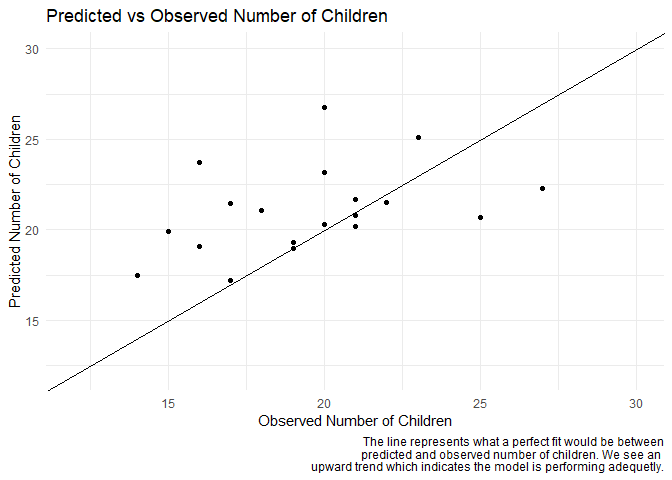 Predicted vs Observed Number of Children
30
25
20
15
Predicted Number of Children
15 20 25 30
Observed Number of Children
The line represents what a perfect fit would be between
predicted and observed number of children. We see an
upward trend which indicates the model is performing adequetly.